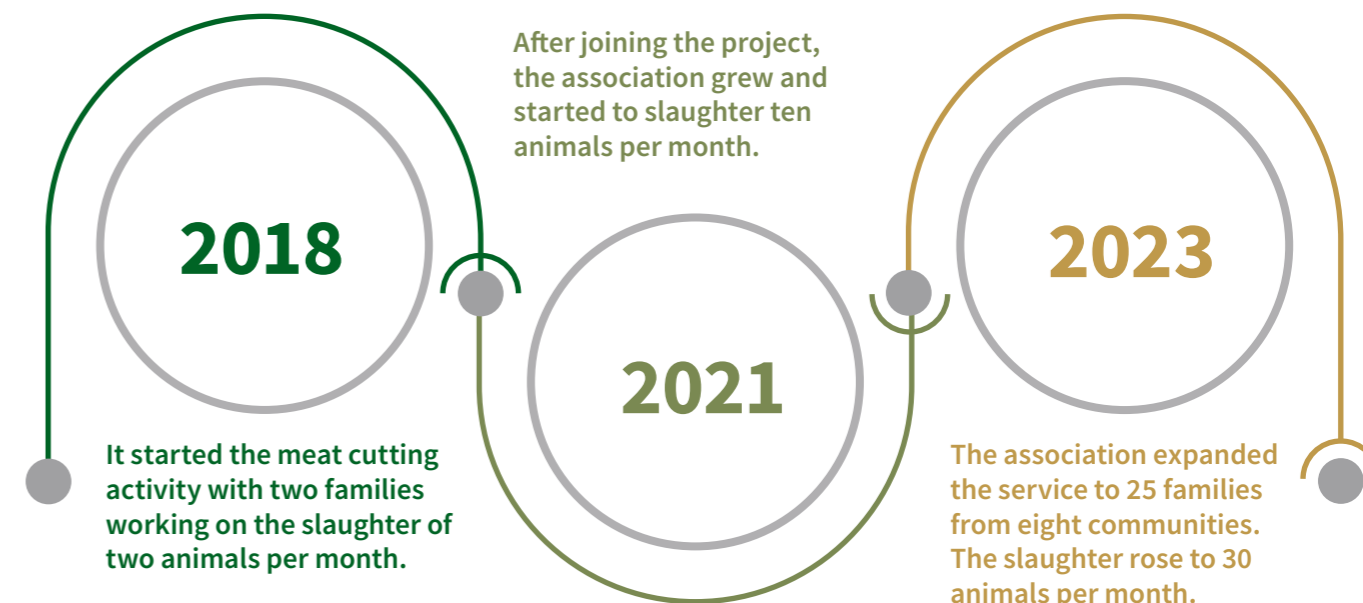 2018
It started the meat cutting
activity with two families
working on the slaughter of
two animals per month.
After joining the project,
the association grew and
started to slaughter ten
animals per month.
2021
2023
The association expanded
the service to 25 families
from eight communities.
The slaughter rose to 30
animals per month.